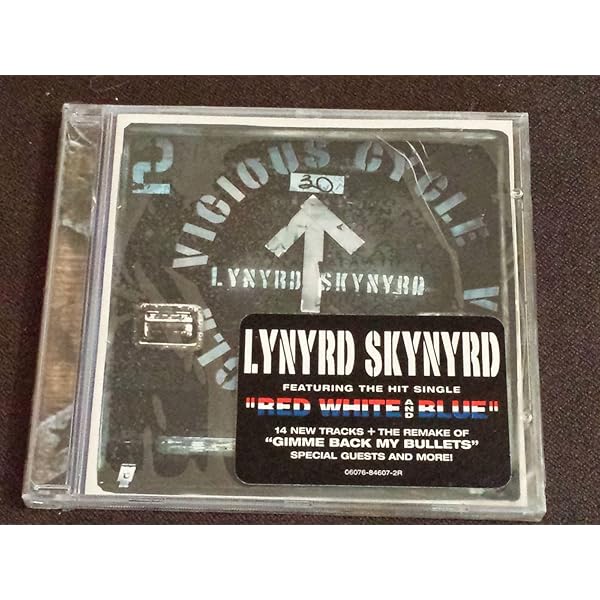 2
VICIOUS CYCLE V
30
LYNYRD SKYNYRD
LYNYRD SKYNYRD
FEATURING THE HIT SINGLE
"RED WHITE AND BLUE"
14 NEW TRACKS + THE REMAKE OF
"GIMME BACK MY BULLETS"
SPECIAL GUESTS AND MORE!
06076-84607-2R